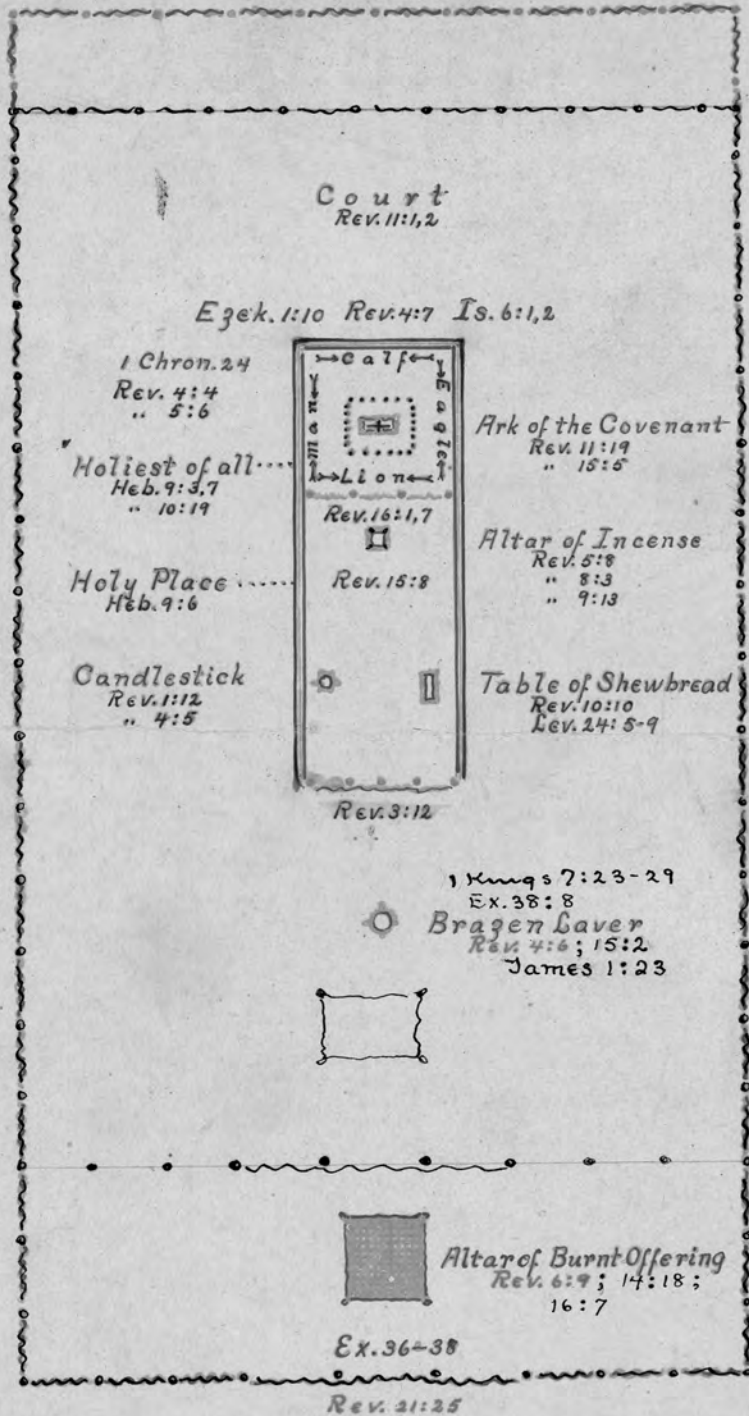 Court
Rev. 11:1,2
Ezek. 1:10 Rev. 4:7 Is. 6:1,2
1 Chron. 24
Rev. 4:4
" 5:6
Calf
Man
Eagle
Lion
Ark of the Covenant
Rev. 11:19
" 15:5
Holiest of all
Heb. 9:3,7
" 10:19
Rev. 16:1,7
Altar of Incense
Rev. 5:8
" 8:3
" 9:13
Holy Place
Heb. 9:6
Rev. 15:8
Candlestick
Rev. 1:12
" 4:5
Table of Shewbread
Rev. 10:10
Lev. 24:5-9
Rev. 3:12
1 Kings 7:23-29
Ex. 38:8
Brazen Laver
Rev. 4:6; 15:2
James 1:23
Altar of Burnt Offering
Rev. 6:9; 14:18;
16:7
Ex. 36-38
Rev. 21:25